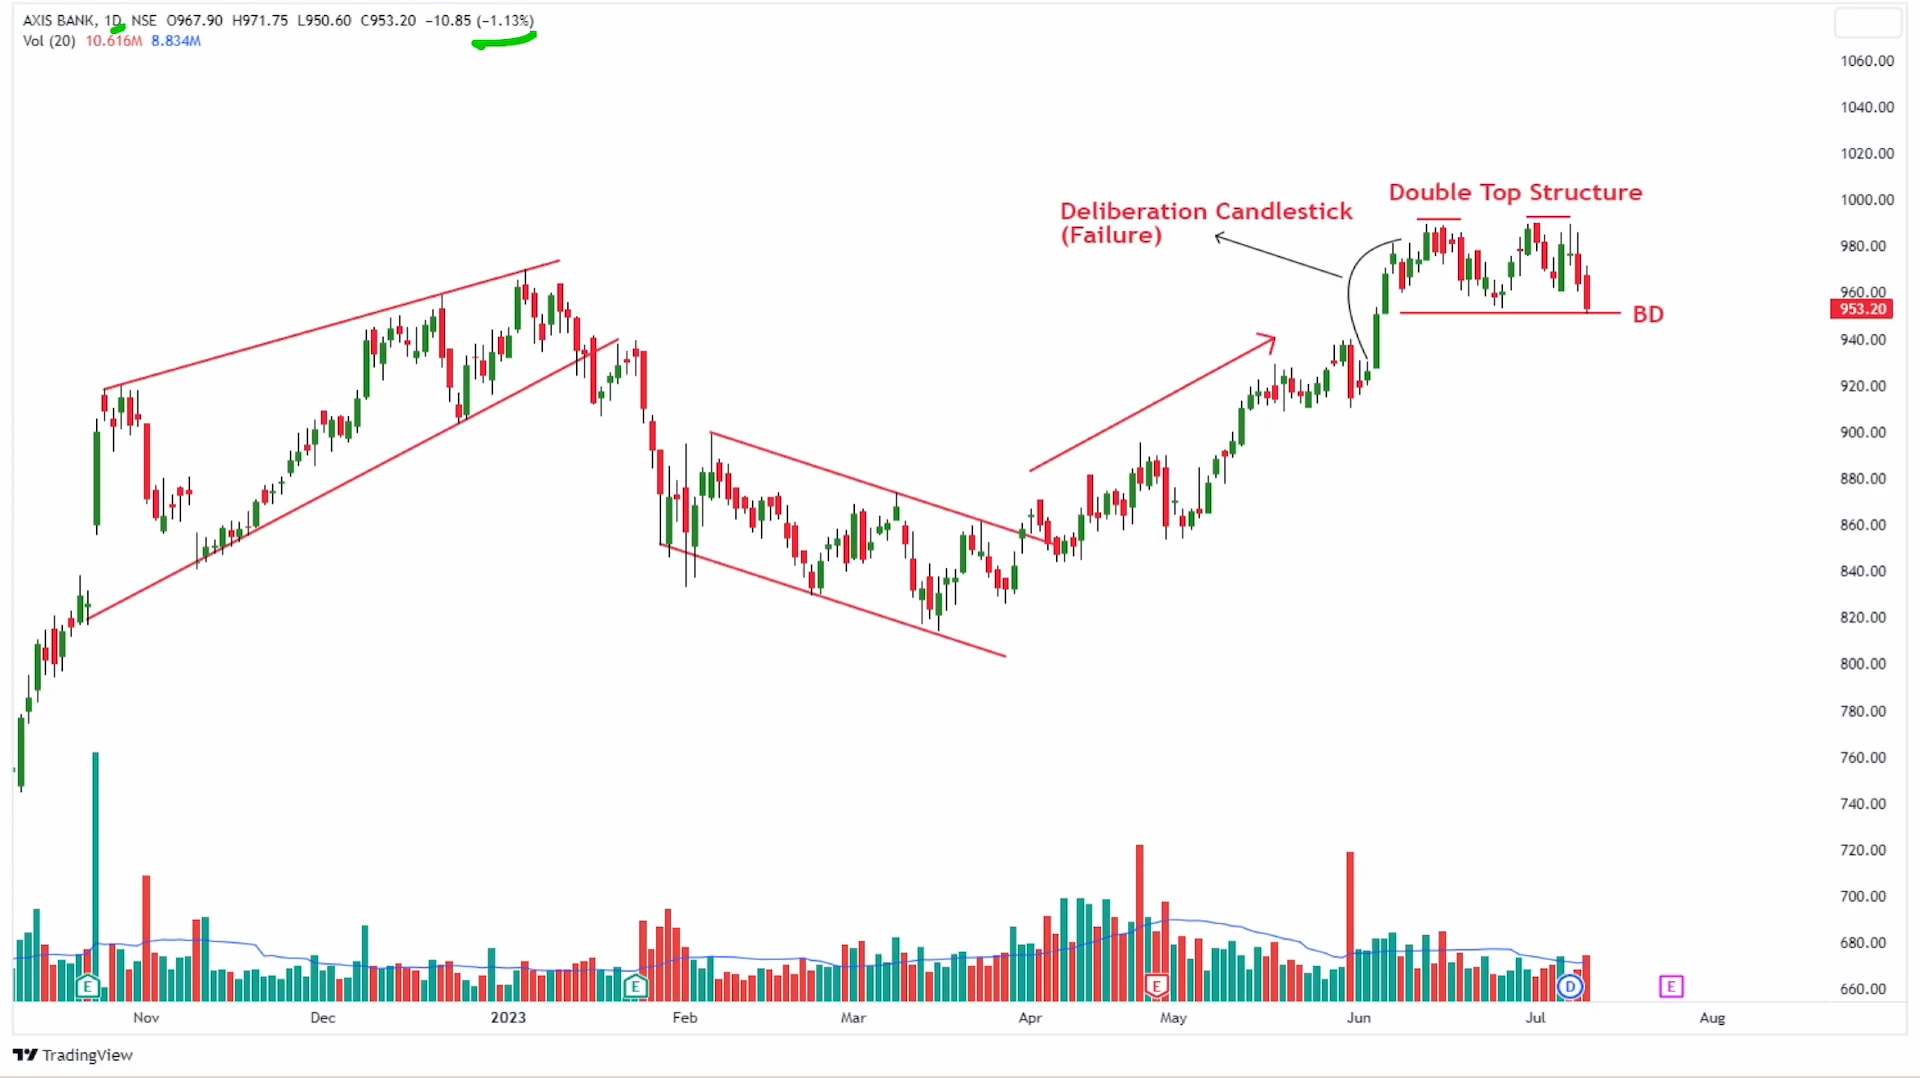 AXIS BANK, 1D, NSE O967.90 H971.75 L950.60 C953.20 −10.85 (−1.13%)
Vol (20) 10.616M 8.834M
1060.00
1040.00
1020.00
1000.00
980.00
960.00
953.20
940.00
920.00
900.00
880.00
860.00
840.00
820.00
800.00
780.00
760.00
740.00
720.00
700.00
680.00
660.00
Double Top Structure
Deliberation Candlestick
(Failure)
BD
E E E D E
Nov Dec 2023 Feb Mar Apr May Jun Jul Aug
TradingView